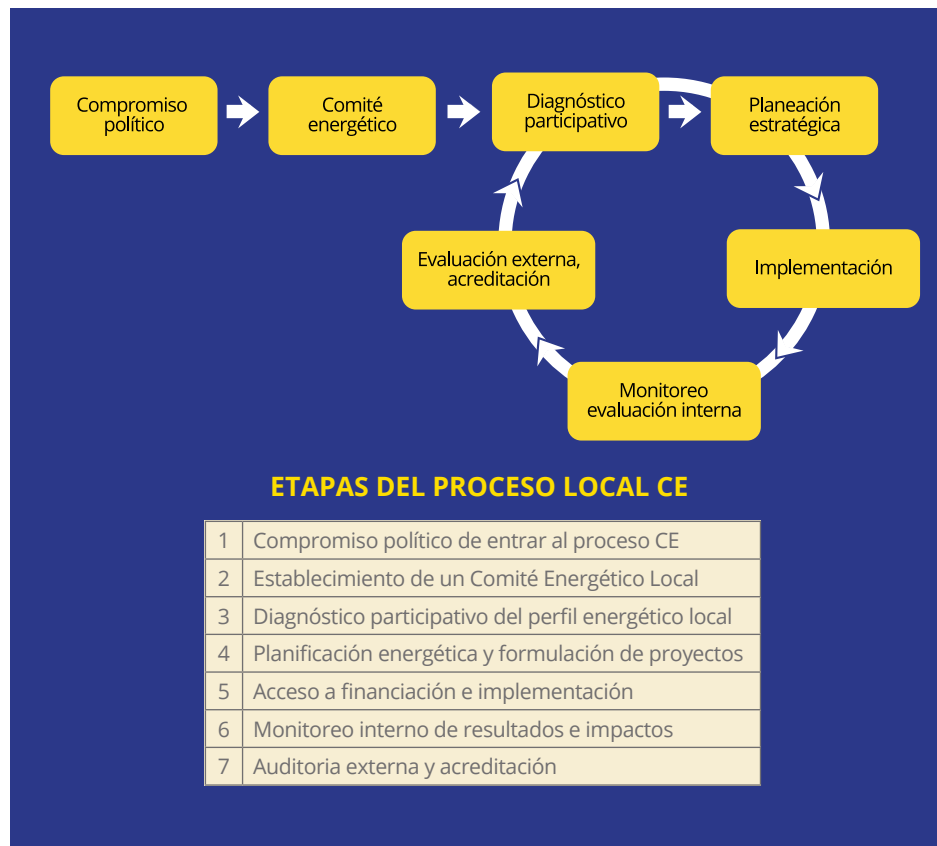 Compromiso
político
Comité
energético
Diagnóstico
participativo
Planeación
estratégica
Implementación
Monitoreo
evaluación interna
Evaluación externa,
acreditación
ETAPAS DEL PROCESO LOCAL CE
1 Compromiso político de entrar al proceso CE
2 Establecimiento de un Comité Energético Local
3 Diagnóstico participativo del perfil energético local
4 Planificación energética y formulación de proyectos
5 Acceso a financiación e implementación
6 Monitoreo interno de resultados e impactos
7 Auditoria externa y acreditación